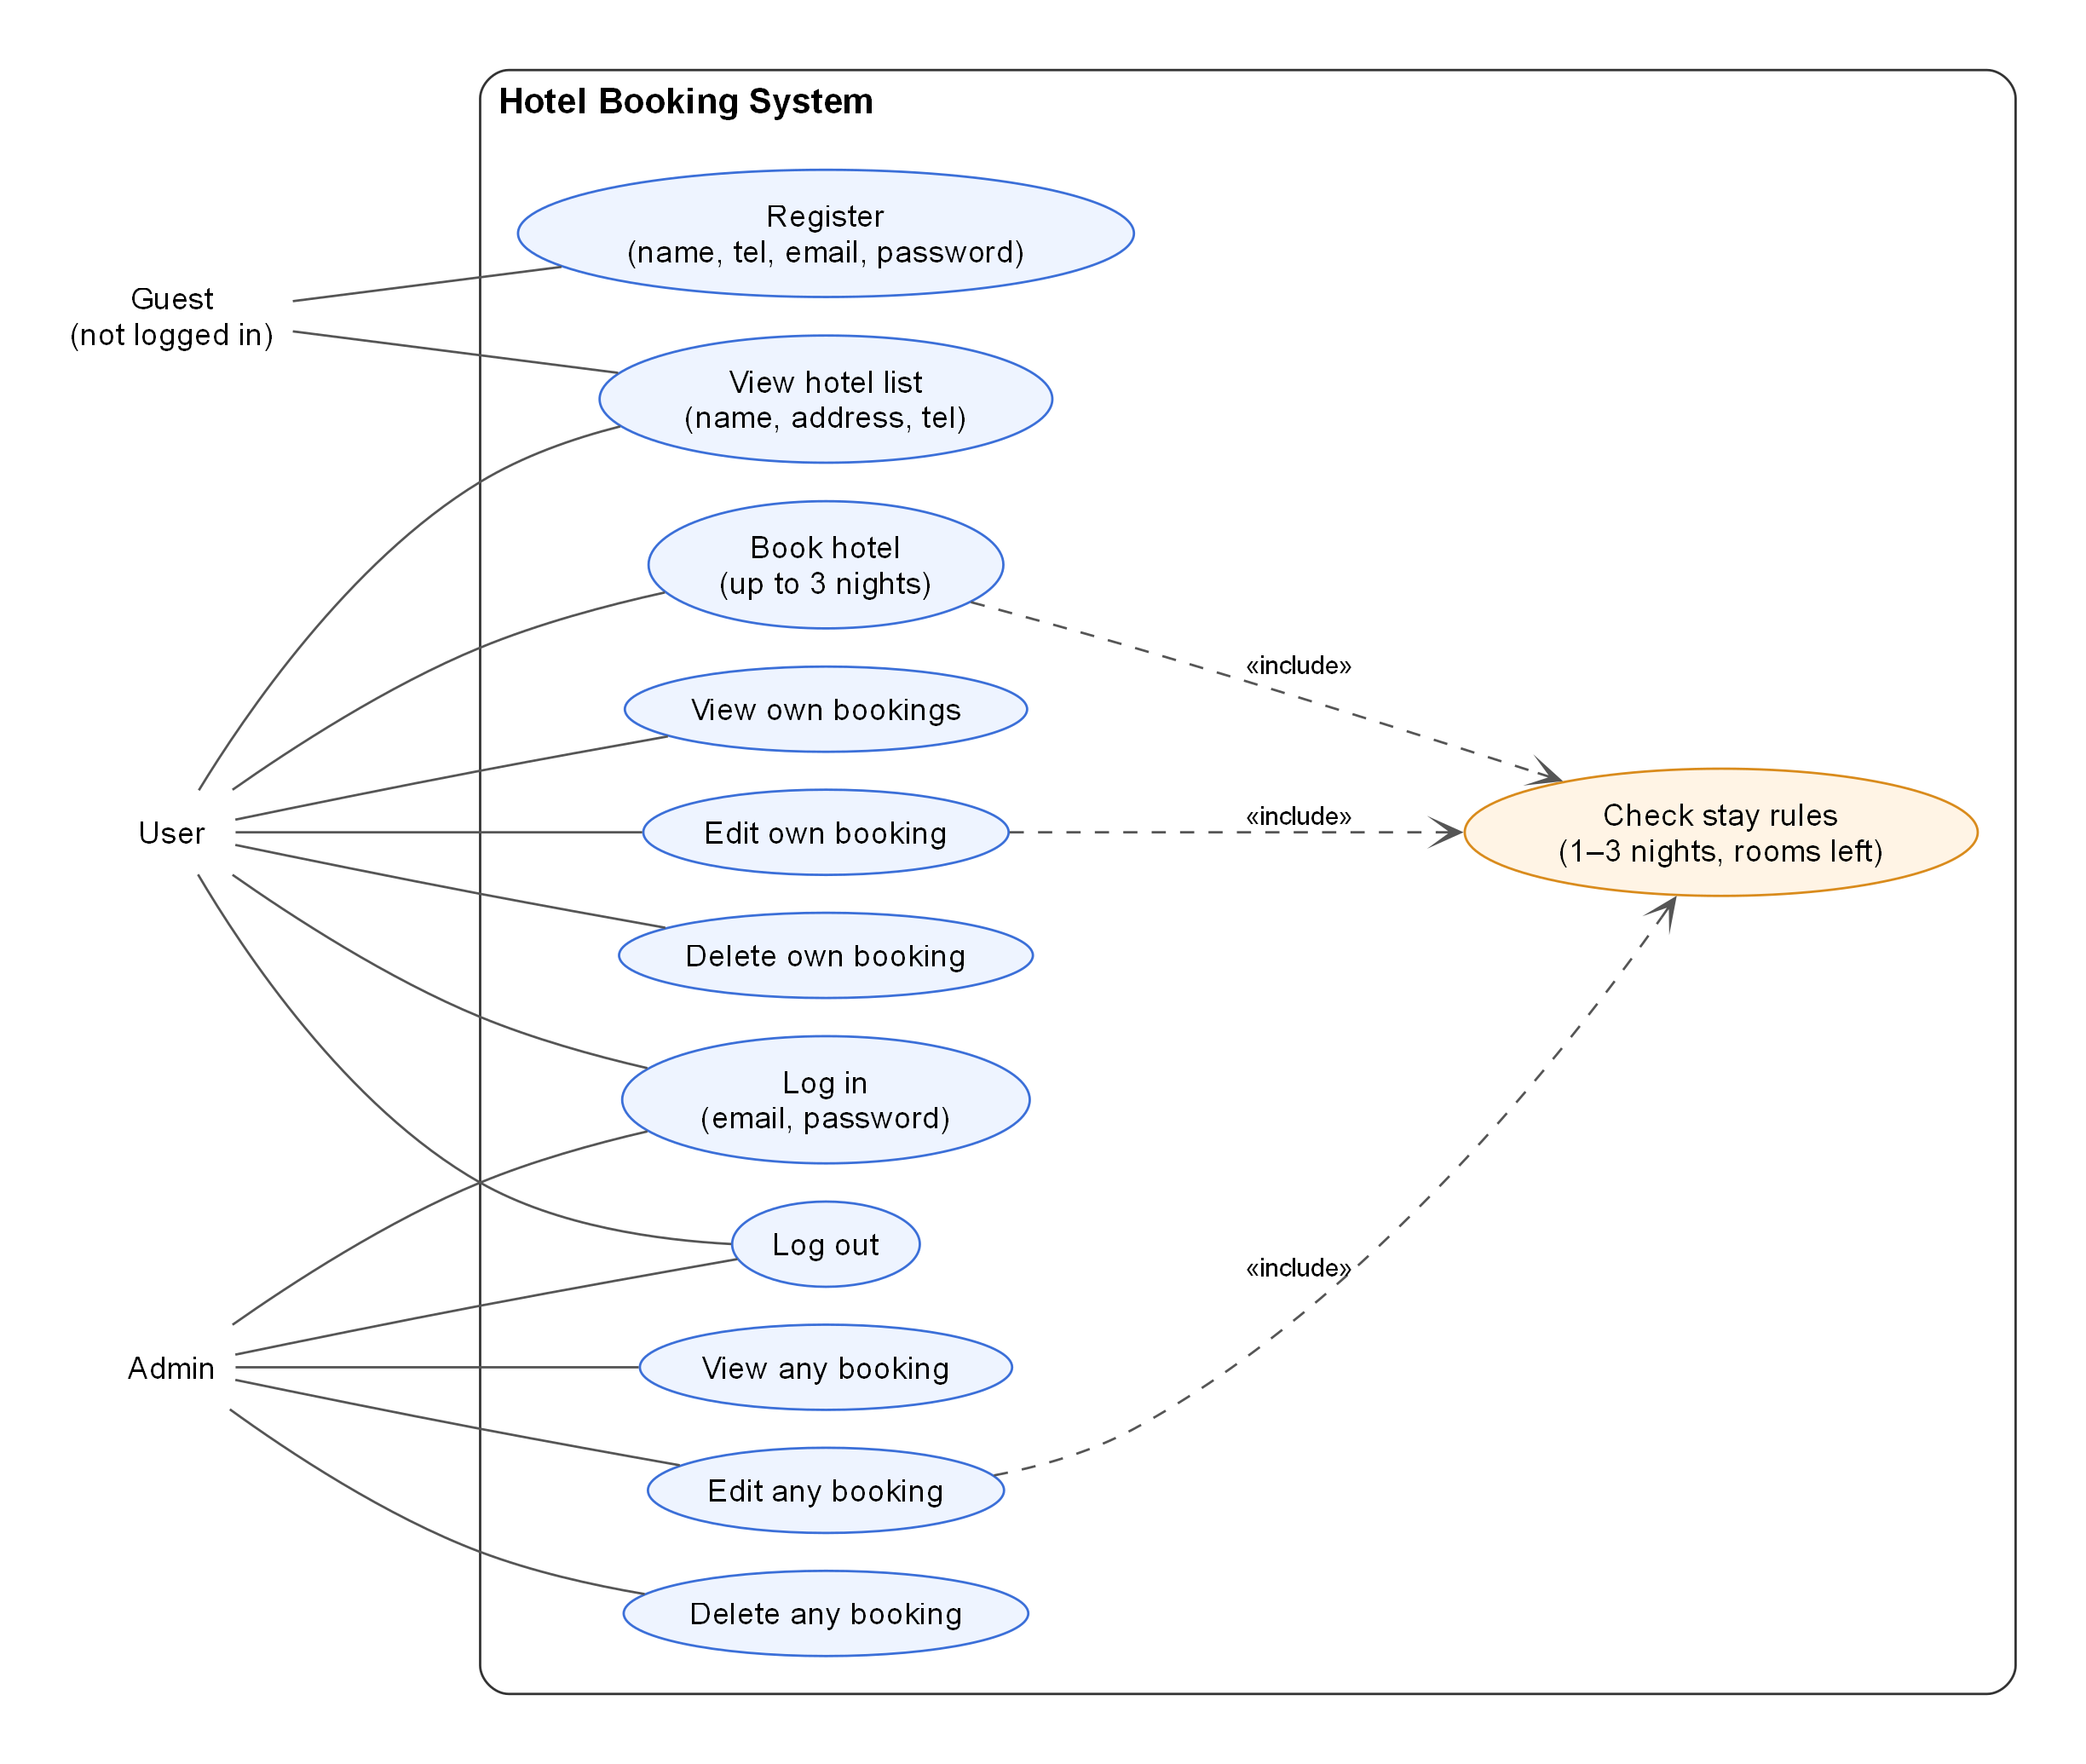 Hotel Booking System
Register
(name, tel, email, password)
Guest
(not logged in)
View hotel list
(name, address, tel)
Book hotel
(up to 3 nights)
«include»
View own bookings
User
Edit own booking
«include»
Check stay rules
(1–3 nights, rooms left)
Delete own booking
Log in
(email, password)
Log out
«include»
Admin
View any booking
Edit any booking
Delete any booking